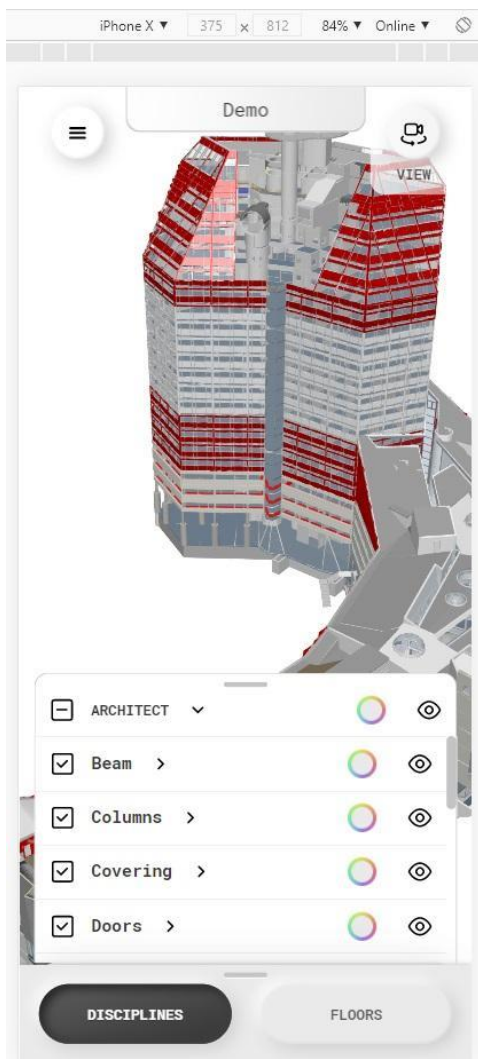 iPhone X ▼ 375 x 812 84% ▼ Online ▼
Demo
VIEW
ARCHITECT
Beam
Columns
Covering
Doors
DISCIPLINES FLOORS